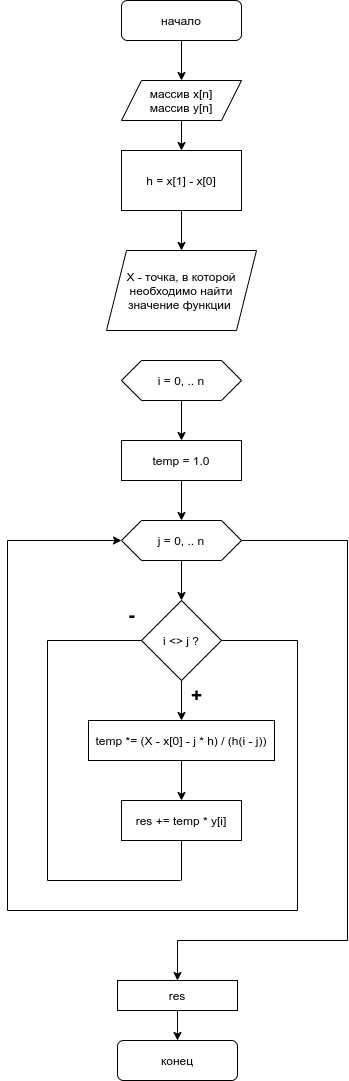 начало
массив x[n]
массив y[n]
h = x[1] - x[0]
X - точка, в которой
необходимо найти
значение функции
i = 0, .. n
temp = 1.0
j = 0, .. n
-
i <> j ?
+
temp *= (X - x[0] - j * h) / (h(i - j))
res += temp * y[i]
res
конец